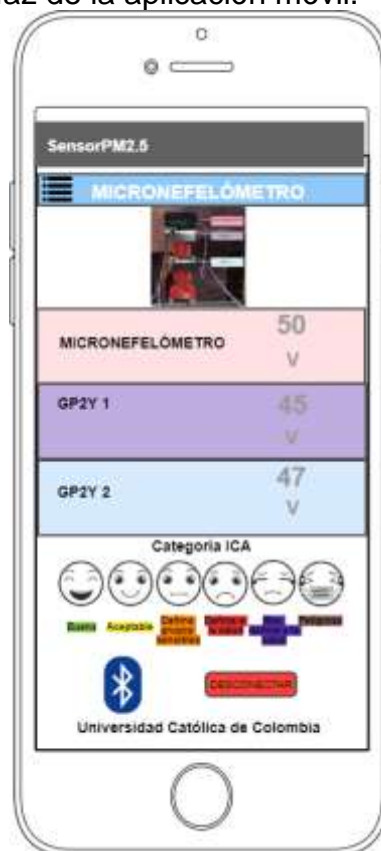 az de la aplicación móvil.
SensorPM2.5
MICRONEFELÓMETRO
50
MICRONEFELÓMETRO
V
GP2Y 1
45
V
47
GP2Y 2
V
Categoria ICA
Buena Aceptable Peligrosa
DESCONECTAR
Universidad Católica de Colombia